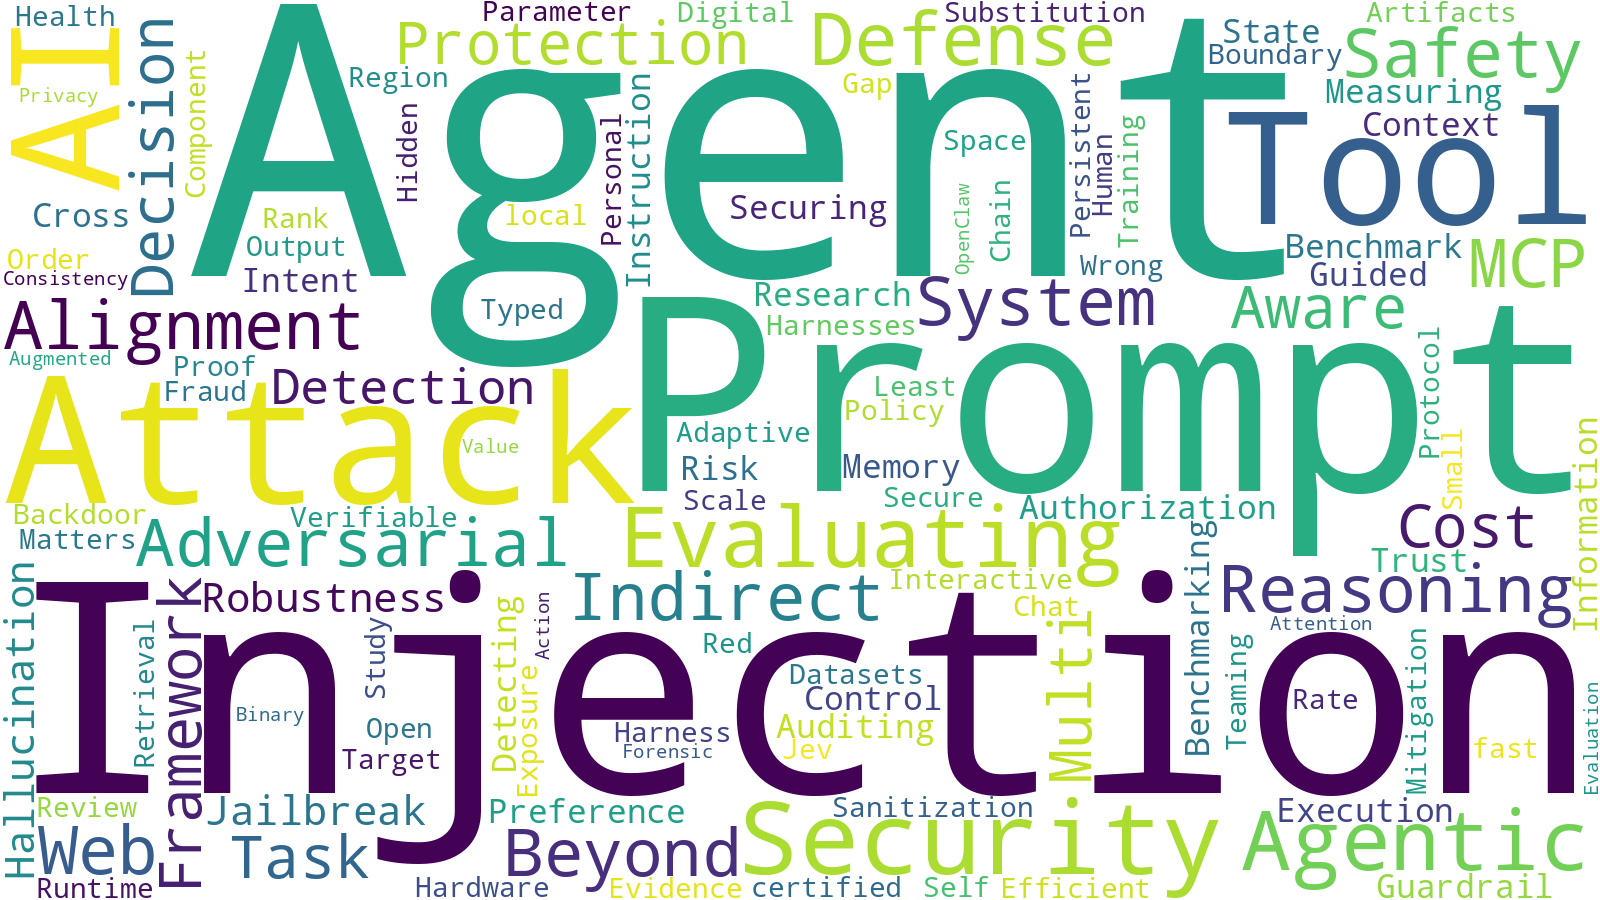 Health
Parameter
Digital
Substitution
Artifacts
AI
Decision
Protection
Defense
State
Boundary
Safety
Privacy
Component
Region
Agent
Gap
Measuring
Tool
Context
Hidden
Personal
Instruction
Space
Persistent
Human
Training
Cross
Rank
local
Securing
OpenClaw
Chain
Order
Output
Wrong
Benchmark
MCP
Consistency
Intent
Guided
Alignment
Typed
Research
System
Aware
Harnesses
Prompt
Augmented
Proof
Fraud
Detection
Least
Policy
Protocol
Attack
Value
Adaptive
Risk
Memory
Small
Information
Scale
Secure
Authorization
Cost
Backdoor
Verifiable
Matters
Adversarial
Evaluating
Benchmarking
Trust
Hallucination
Framework
Robustness
Indirect
Interactive
Reasoning
Injection
Chat
Attention
Retrieval
Study
Detecting
Action
Red
Multi
Teaming
Mitigation
Exposure
Datasets
Control
Rate
Binary
Open
Harness
Auditing
Evaluation
Target
Forensic
Jev
fast
Review
Jailbreak
Preference
Sanitization
Execution
Web
Task
Beyond
Security
Agentic
Runtime
Hardware
Evidence
certified
Self
Efficient
Guardrail